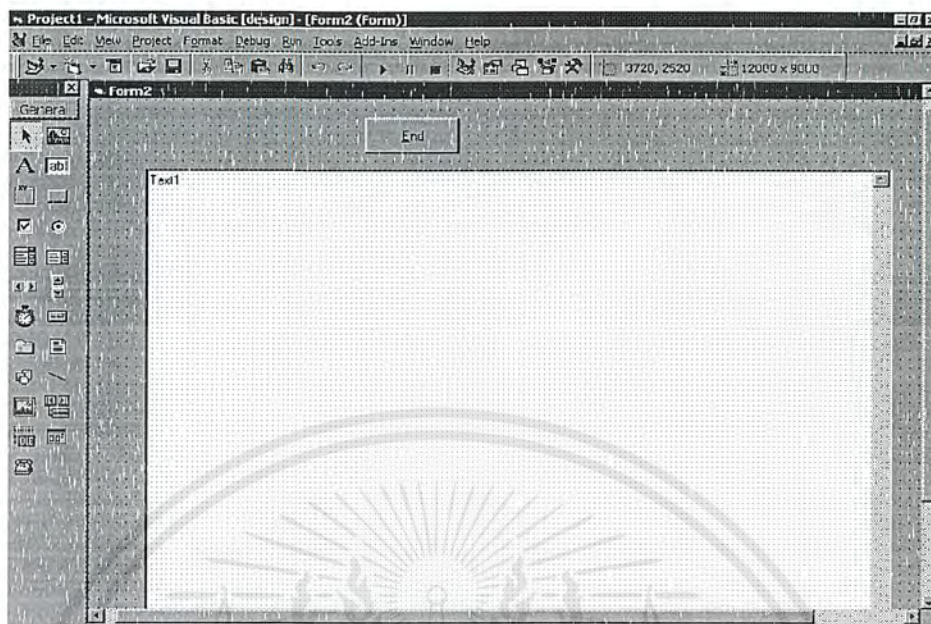 Project1 - Microsoft Visual Basic [design] - [Form2 (Form)]
File Edit View Project Format Debug Run Tools Add-Ins Window Help
3720, 2520 12000 x 9000
Form2
General
End
A abl
Text1